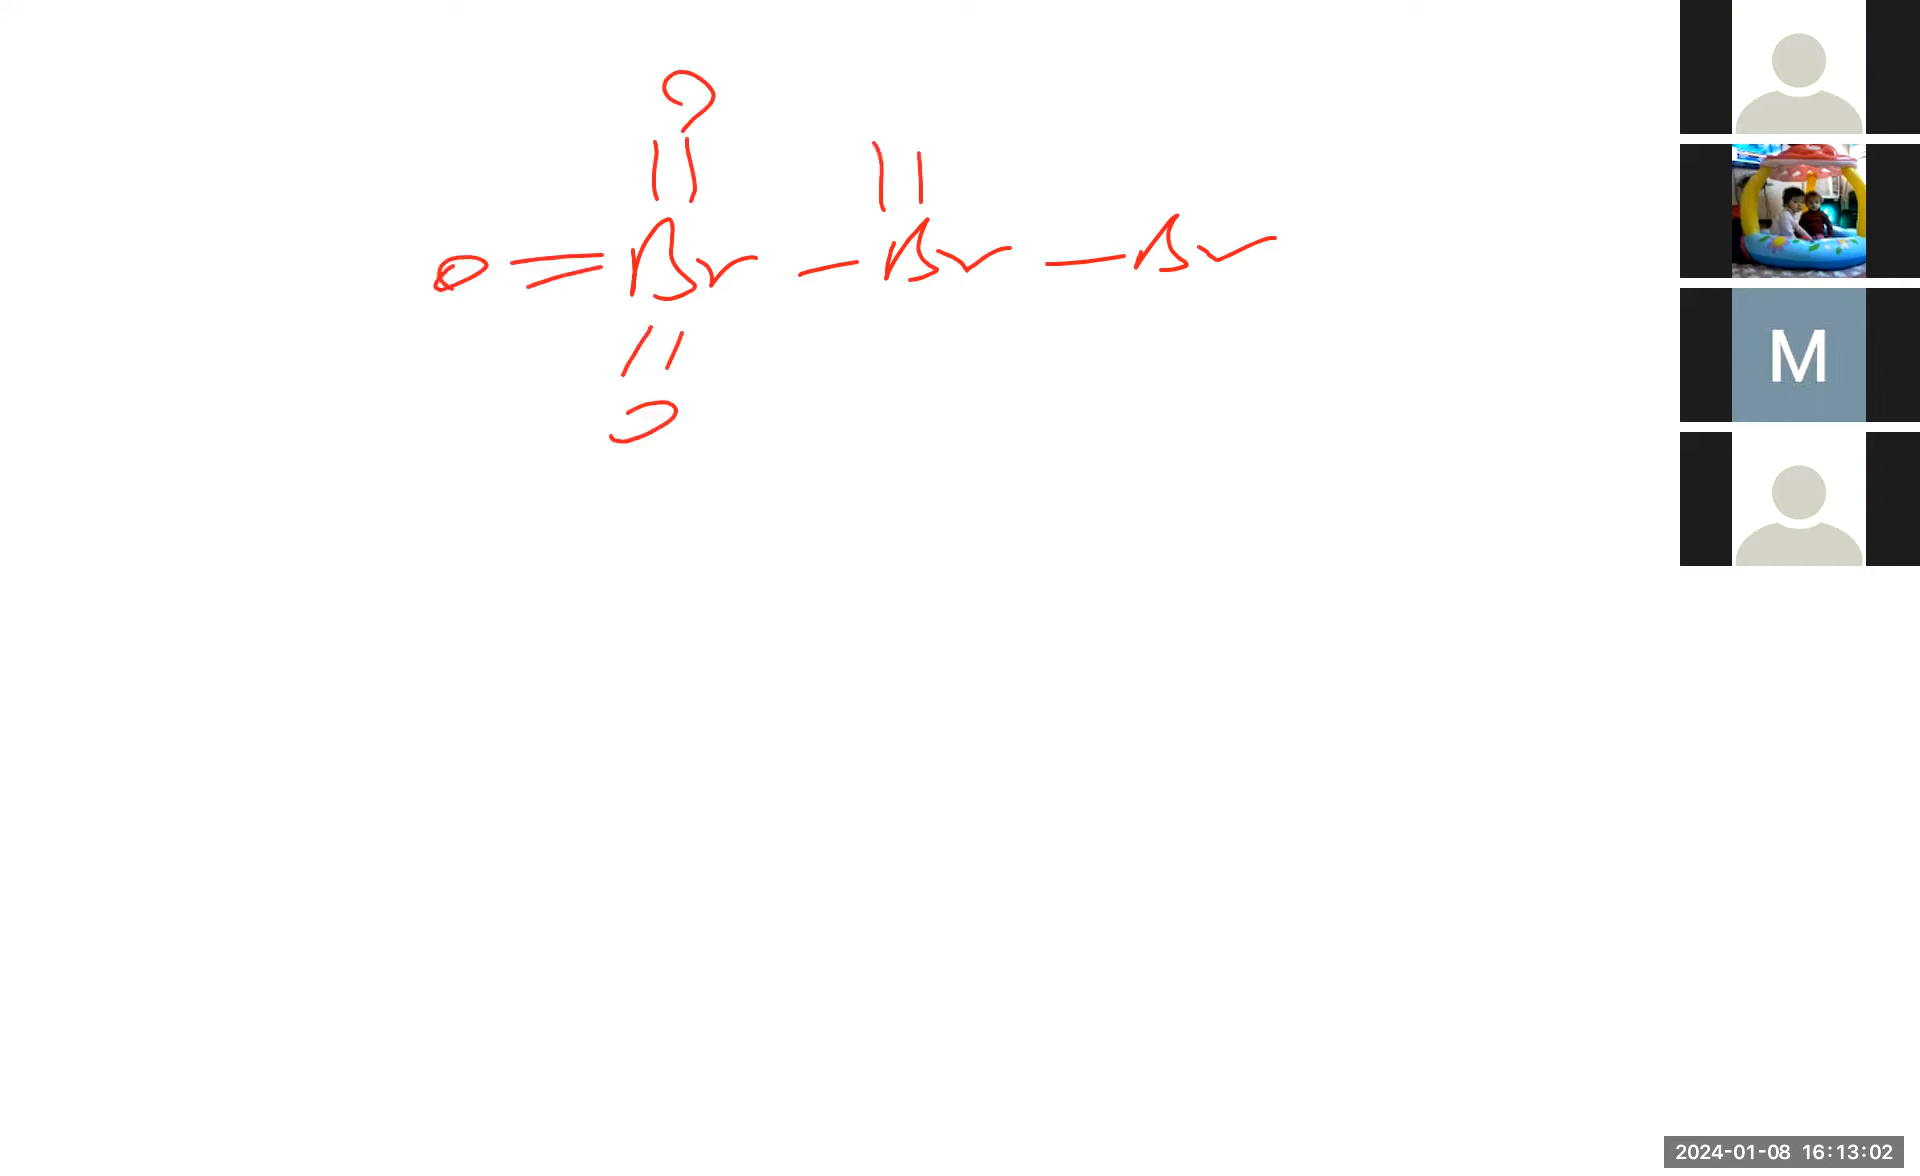 O
||
||
O = Br - Br - Br
||
O
M
2024-01-08 16:13:02